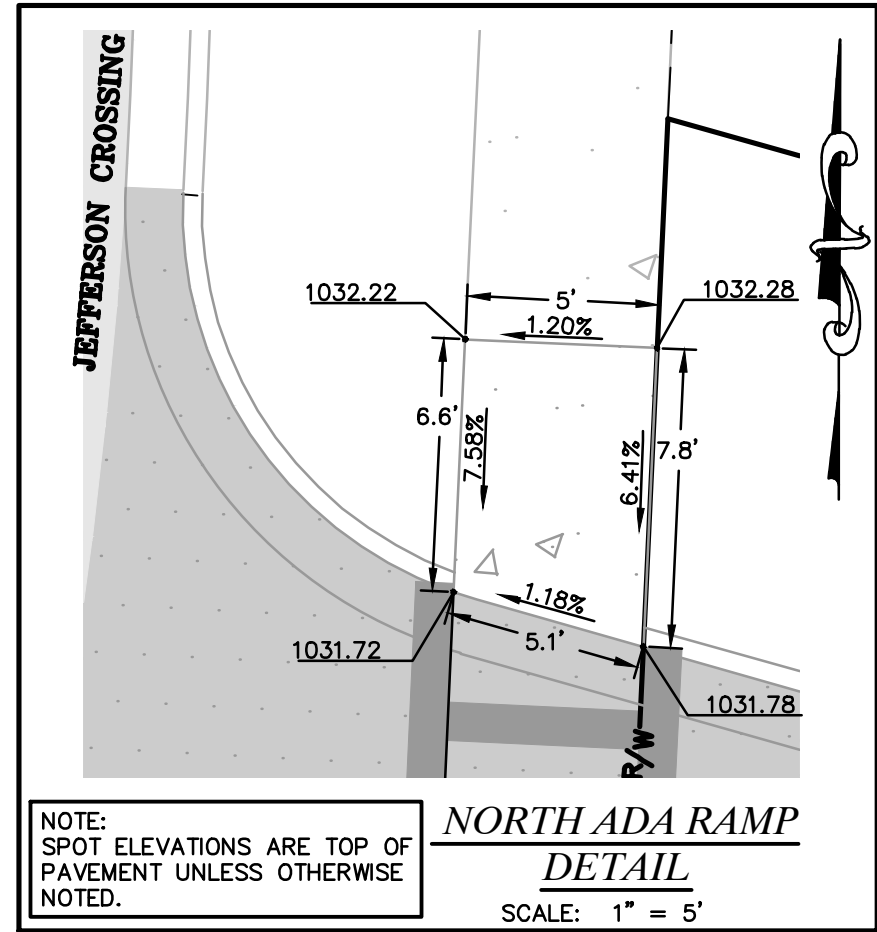 JEFFERSON CROSSING
1032.22
5'
1032.28
1.20%
6.6'
7.58%
6.41%
7.8'
1.18%
5.1'
1031.72
1031.78
R/W
NOTE:
SPOT ELEVATIONS ARE TOP OF
PAVEMENT UNLESS OTHERWISE
NOTED.
NORTH ADA RAMP
DETAIL
SCALE: 1" = 5'